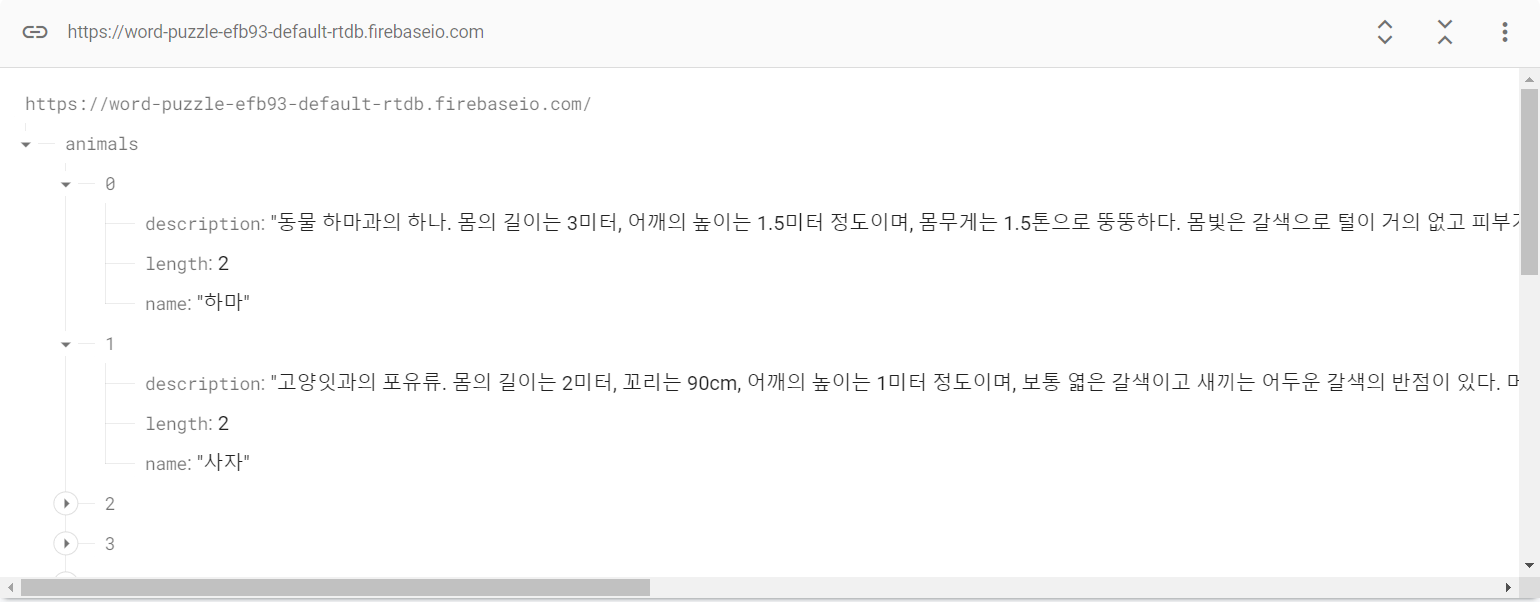 https://word-puzzle-efb93-default-rtdb.firebaseio.com
https://word-puzzle-efb93-default-rtdb.firebaseio.com/
animals
0
description: "동물 하마과의 하나. 몸의 길이는 3미터, 어깨의 높이는 1.5미터 정도이며, 몸무게는 1.5톤으로 뚱뚱하다. 몸빛은 갈색으로 털이 거의 없고
length: 2
name: "하마"
1
description: "고양잇과의 포유류. 몸의 길이는 2미터, 꼬리는 90cm, 어깨의 높이는 1미터 정도이며, 보통 엷은 갈색이고 새끼는 어두운 갈색의 반점이 있다.
length: 2
name: "사자"
2
3